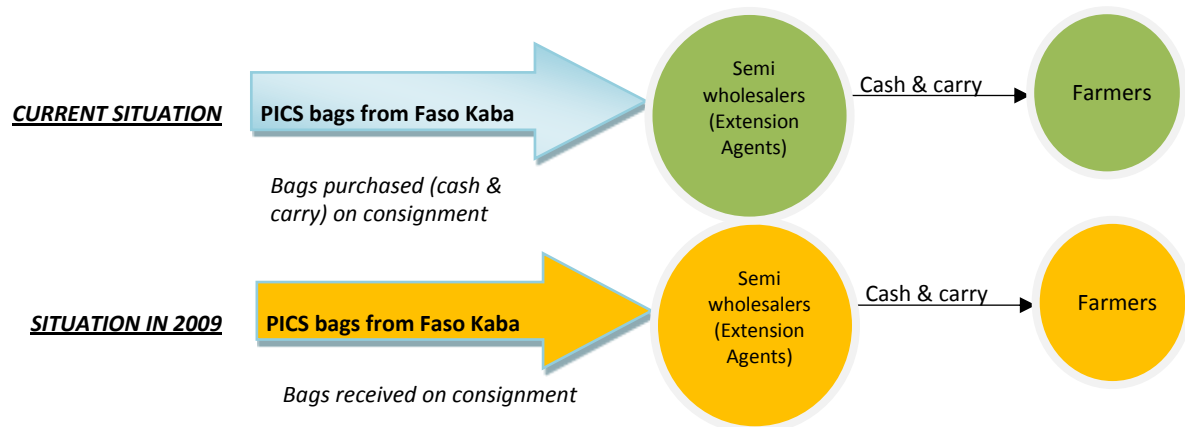 CURRENT SITUATION
PICS bags from Faso Kaba
Bags purchased (cash &
carry) on consignment
Semi
wholesalers
(Extension
Agents)
Cash & carry
Farmers
SITUATION IN 2009
PICS bags from Faso Kaba
Bags received on consignment
Semi
wholesalers
(Extension
Agents)
Cash & carry
Farmers